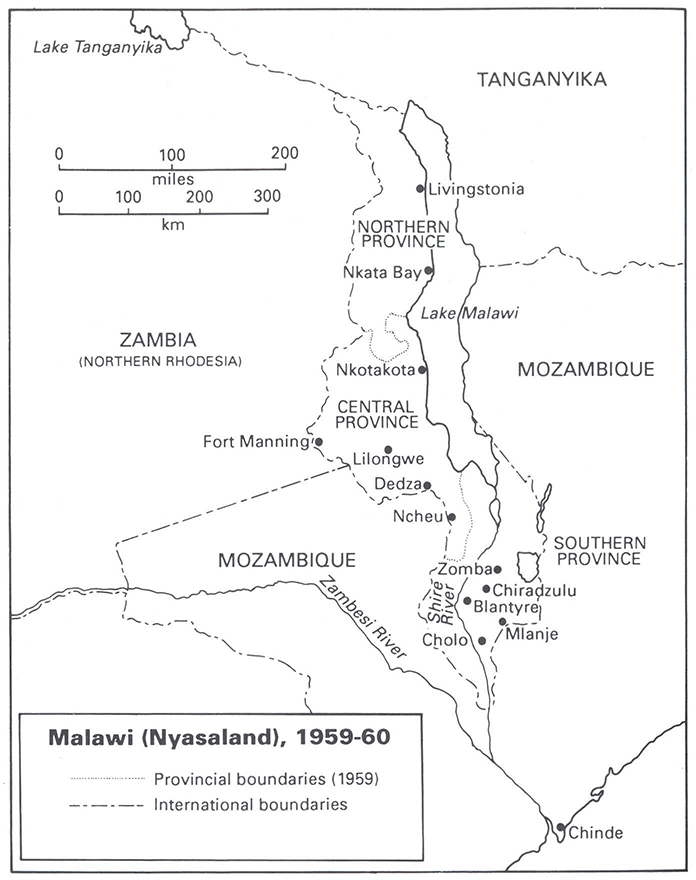 Lake Tanganyika
TANGANYIKA
0 100 200
miles
0 100 200 300
km
Livingstonia
NORTHERN
PROVINCE
Nkata Bay
Lake Malawi
ZAMBIA
(NORTHERN RHODESIA)
MOZAMBIQUE
Nkotakota
CENTRAL
PROVINCE
Fort Manning
Lilongwe
Dedza
Ncheu
SOUTHERN
PROVINCE
MOZAMBIQUE
Zomba
Zambesi River
Shire
River
Chiradzulu
Blantyre
Mlanje
Cholo
Malawi (Nyasaland), 1959-60
Provincial boundaries (1959)
International boundaries
Chinde